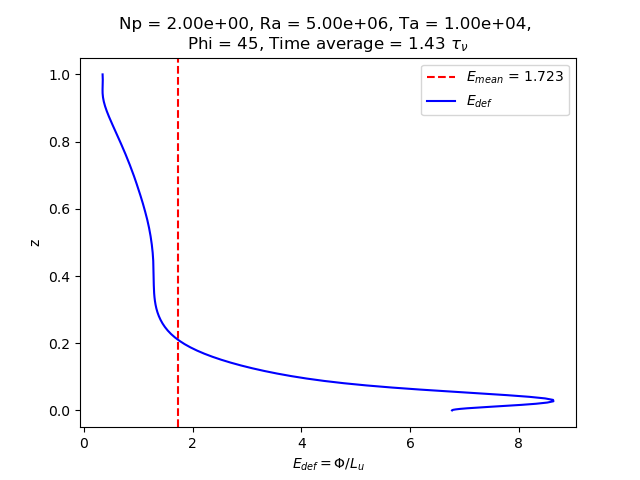 Np = 2.00e+00, Ra = 5.00e+06, Ta = 1.00e+04,
Phi = 45, Time average = 1.43 τ_ν
E_mean = 1.723
E_def
1.0
0.8
0.6
0.4
0.2
0.0
z
0 2 4 6 8
E_def = Φ/L_u